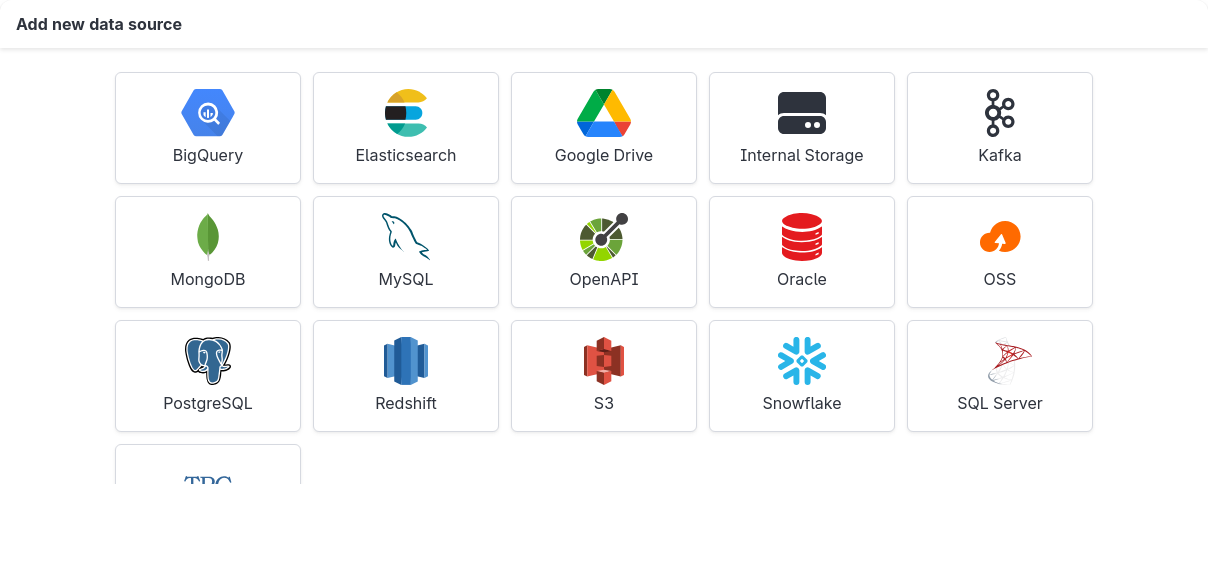 Add new data source
BigQuery
Elasticsearch
Google Drive
Internal Storage
Kafka
MongoDB
MySQL
OpenAPI
Oracle
OSS
PostgreSQL
Redshift
S3
Snowflake
SQL Server
TPC